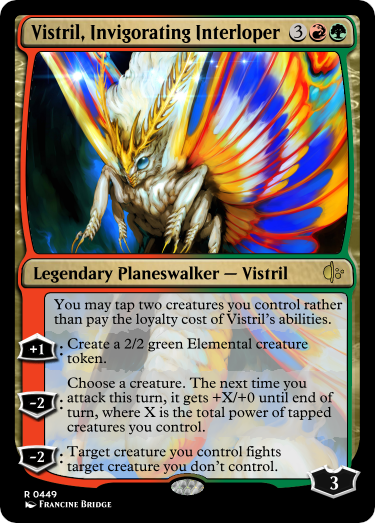 Vistril, Invigorating Interloper 3
Legendary Planeswalker — Vistril
You may tap two creatures you control rather
than pay the loyalty cost of Vistril's abilities.
+1: Create a 2/2 green Elemental creature
token.
Choose a creature. The next time you
-2: attack this turn, it gets +X/+0 until end of
turn, where X is the total power of tapped
creatures you control.
-2: Target creature you control fights
target creature you don't control.
3
R 0449
Francine Bridge